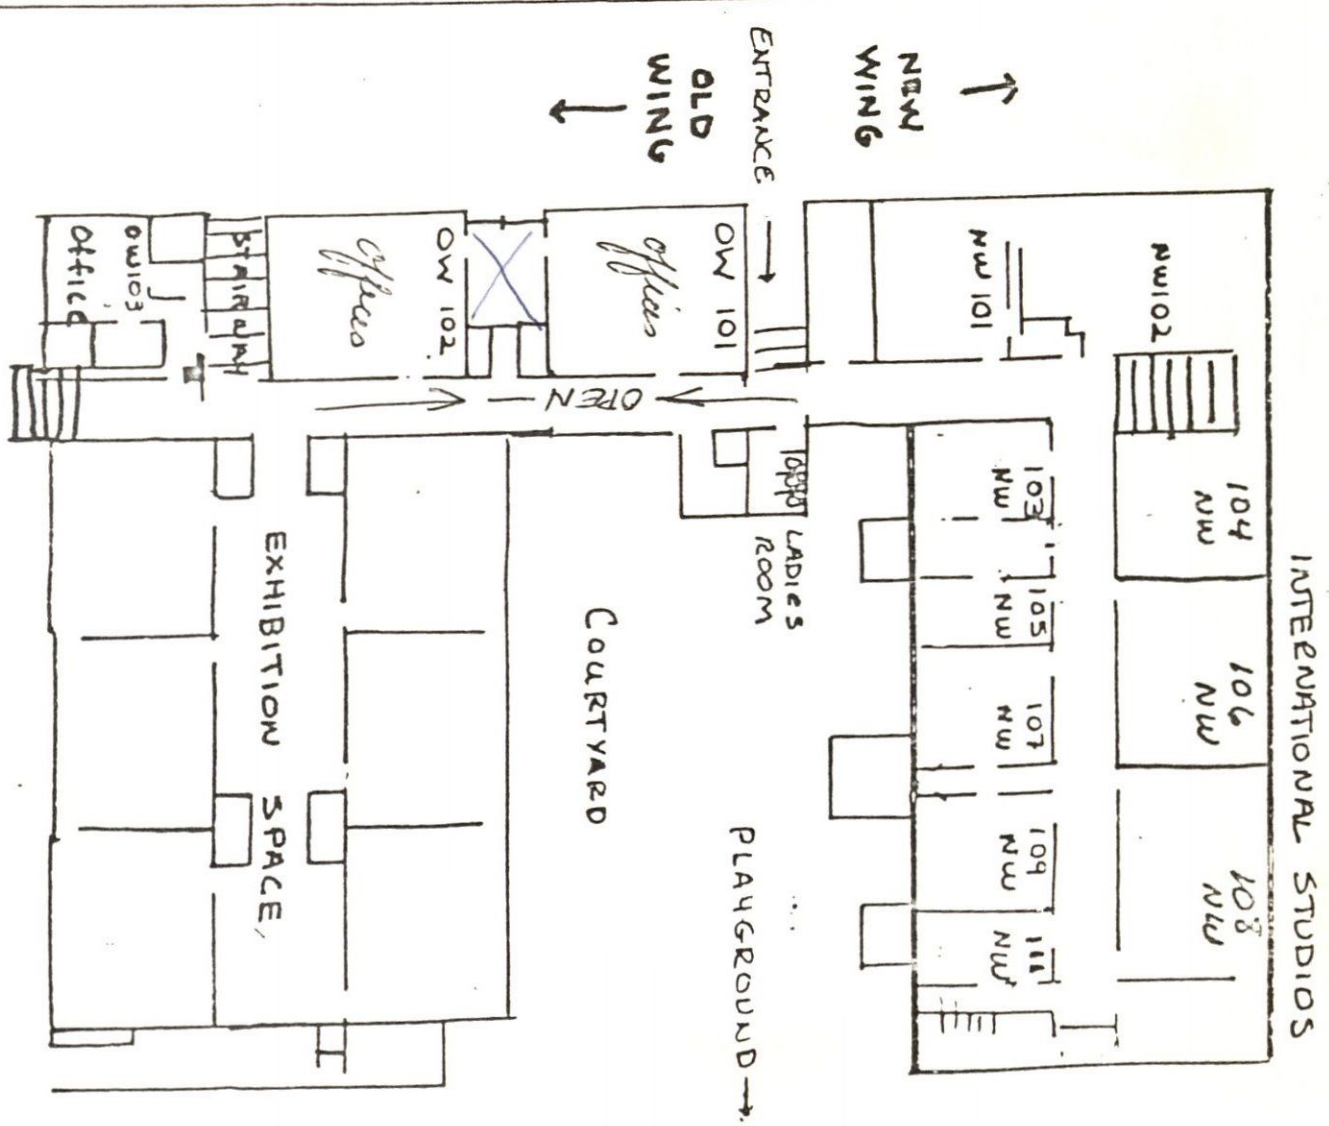 INTERNATIONAL STUDIOS
NEW
WING
ENTRANCE
OLD
WING
NW102
NW 101
104
NW
106
NW
108
NW
103
NW
105
NW
107
NW
109
NW
111
NW
OW 101
Offices
OW 102
Offices
STAIRWAY
OW103
Office
OPEN
LADIES
ROOM
PLAYGROUND
COURTYARD
EXHIBITION SPACE